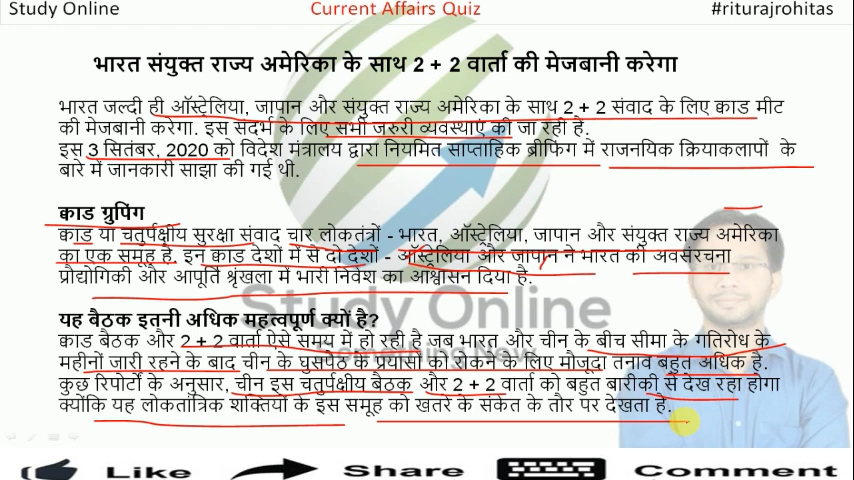 Study Online Current Affairs Quiz #riturajrohitas
भारत संयुक्त राज्य अमेरिका के साथ 2 + 2 वार्ता की मेजबानी करेगा
भारत जल्दी ही ऑस्ट्रेलिया, जापान और संयुक्त राज्य अमेरिका के साथ 2 + 2 संवाद के लिए क्वाड मीट
की मेजबानी करेगा. इस संदर्भ के लिए सभी जरुरी व्यवस्थाएं की जा रही है.
इस 3 सितंबर, 2020 को विदेश मंत्रालय द्वारा नियमित साप्ताहिक ब्रीफिंग में राजनयिक क्रियाकलापों के
बारे में जानकारी साझा की गई थी.
क्वाड ग्रुपिंग
क्वाड या चतुर्पक्षीय सुरक्षा संवाद चार लोकतंत्रों - भारत, ऑस्ट्रेलिया, जापान और संयुक्त राज्य अमेरिका
का एक समूह है. इन क्वाड देशों में से दो देशों - ऑस्ट्रेलिया और जापान ने भारत की अवसंरचना
प्रौद्योगिकी और आपूर्ति श्रृंखला में भारी निवेश का आश्वासन दिया है.
Study Online
यह बैठक इतनी अधिक महत्वपूर्ण क्यों है?
क्वाड बैठक और 2 + 2 वार्ता ऐसे समय में हो रही है जब भारत और चीन के बीच सीमा के गतिरोध के
Something New
महीनों जारी रहने के बाद चीन के घुसपैठ के प्रयासों को रोकने के लिए मौजूदा तनाव बहुत अधिक है.
कुछ रिपोर्टों के अनुसार, चीन इस चतुर्पक्षीय बैठक और 2 + 2 वार्ता को बहुत बारीकी से देख रहा होगा
क्योंकि यह लोकतांत्रिक शक्तियों के इस समूह को खतरे के संकेत के तौर पर देखता है.
Like Share Comment